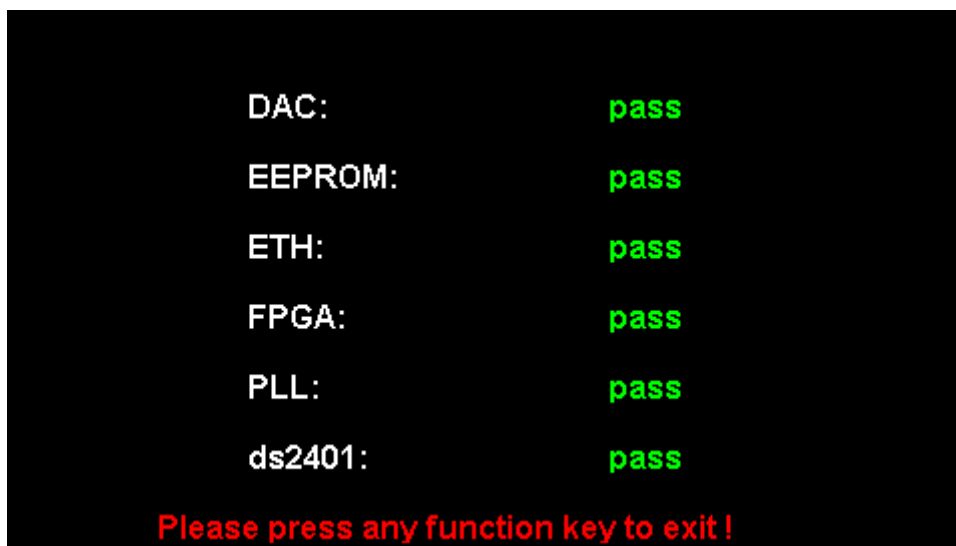 DAC: pass
EEPROM: pass
ETH: pass
FPGA: pass
PLL: pass
ds2401: pass
Please press any function key to exit !